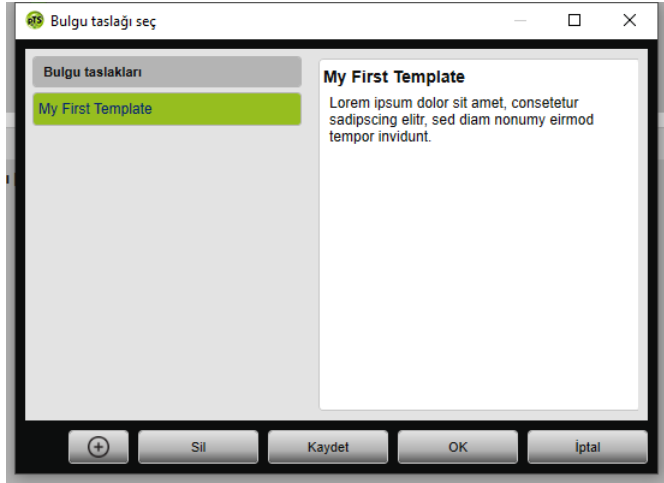 pTS
Bulgu taslağı seç
Bulgu taslakları
My First Template
My First Template
Lorem ipsum dolor sit amet, consetetur
sadipscing elitr, sed diam nonumy eirmod
tempor invidunt.
Sil
Kaydet
OK
İptal